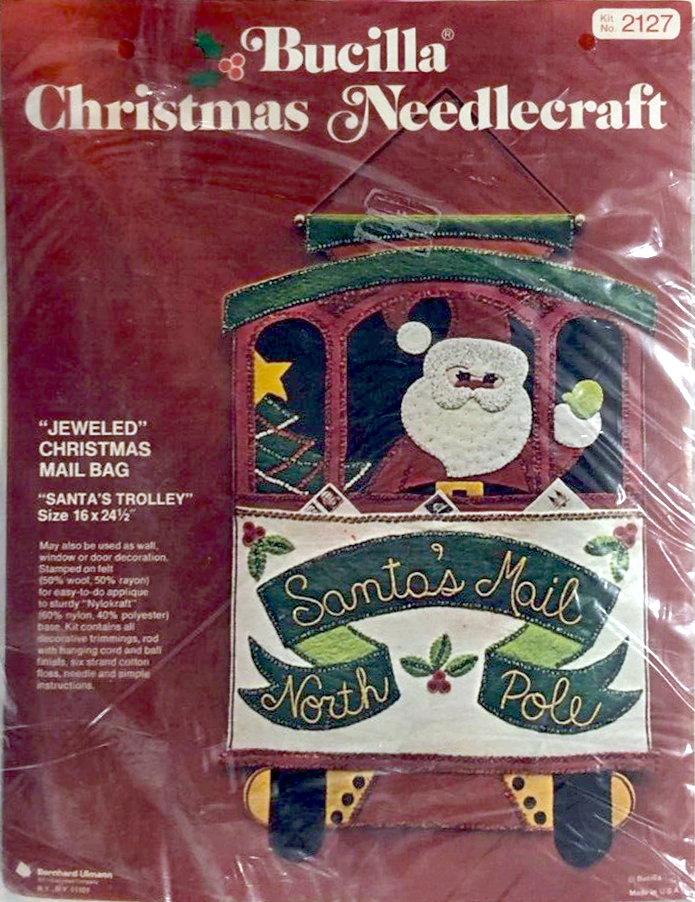 Kit
No. 2127
Bucilla®
Christmas Needlecraft
"JEWELED"
CHRISTMAS
MAIL BAG
"SANTA'S TROLLEY"
Size 16 x 24½"
May also be used as wall,
window or door decoration.
Stamped on felt
(50% wool, 50% rayon)
for easy-to-do applique
to sturdy "Nylokraft"
(60% nylon, 40% polyester)
base. Kit contains all
decorative trimmings, rod
with hanging cord and ball
finials, six strand cotton
floss, needle and simple
instructions.
Santa's Mail
North Pole
Bernhard Ulmann
N.Y., N.Y. 11101
© Bucilla
Made in U.S.A.